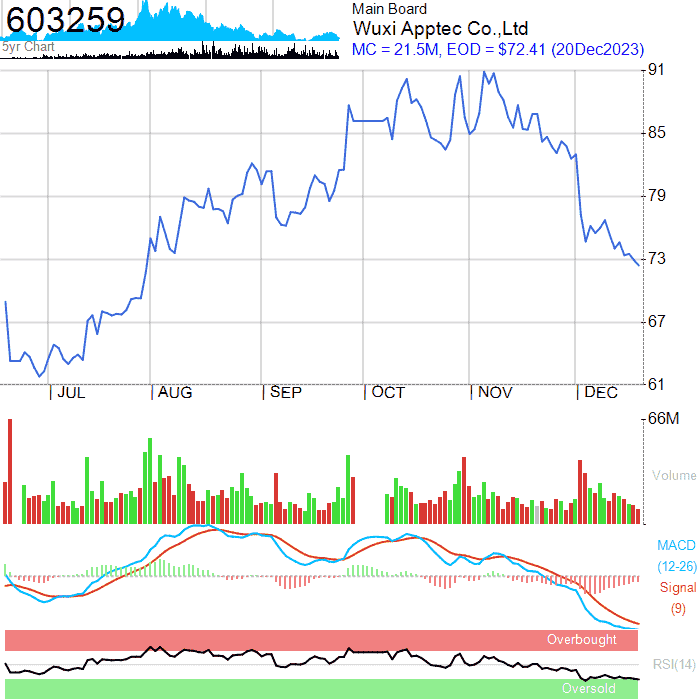 603259
5yr Chart
Main Board
Wuxi Apptec Co.,Ltd
MC = 21.5M, EOD = $72.41 (20Dec2023)
91
85
79
73
67
61
JUL
AUG
SEP
OCT
NOV
DEC
66M
Volume
MACD
(12-26)
Signal
(9)
Overbought
RSI(14)
Oversold